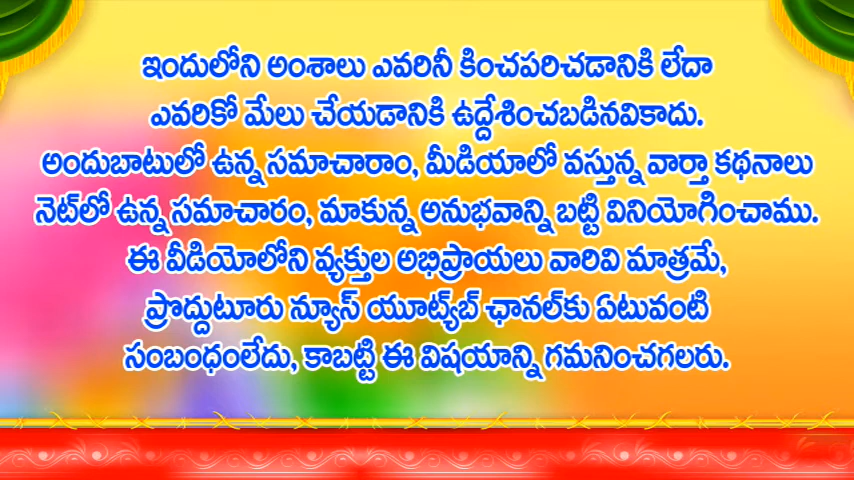 ఇందులోని అంశాలు ఎవరినీ కించపరిచడానికి లేదా
ఎవరికో మేలు చేయడానికి ఉద్దేశించబడినవికాదు.
అందుబాటులో ఉన్న సమాచారాం, మీడియాలో వస్తున్న వార్తా కథనాలు
నెట్‌లో ఉన్న సమాచారం, మాకున్న అనుభవాన్ని బట్టి వినియోగించాము.
ఈ వీడియోలోని వ్యక్తుల అభిప్రాయలు వారివి మాత్రమే,
ప్రొద్దుటూరు న్యూస్ యూట్యూబ్ ఛానల్‌కు ఏటువంటి
సంబంధంలేదు, కాబట్టి ఈ విషయాన్ని గమనించగలరు.